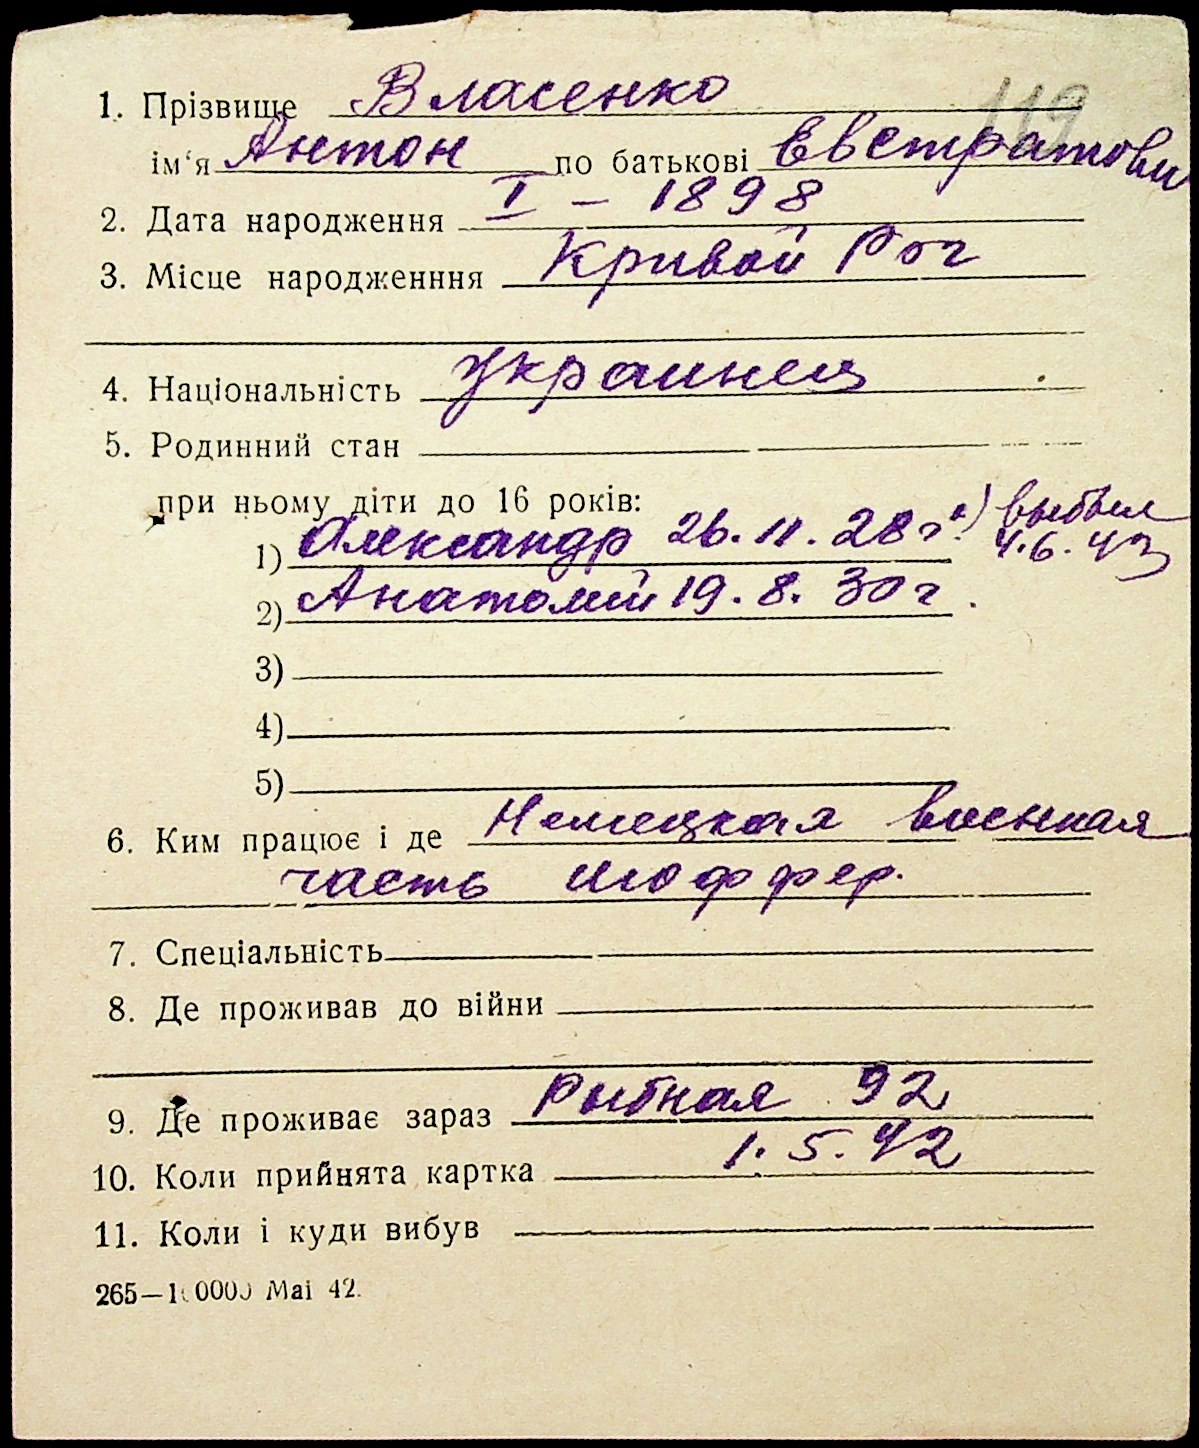 119
1. Прізвище Власенко
ім‘я Антон по батькові Евстратови
2. Дата народження I – 1898
3. Місце народженння Кривой Рог
4. Національність украинец
5. Родинний стан
при ньому діти до 16 років:
1) Александр 26.11.28 г. выбыл
4.6.43
2) Анатолий 19.8.30 г.
3)
4)
5)
6. Ким працює і де Немецкая военная
часть шоффер.
7. Спеціальність
8. Де проживав до війни
9. Де проживає зараз Рыбная 92
10. Коли прийнята картка 1.5.42
11. Коли і куди вибув
265—10000) Mai 42.